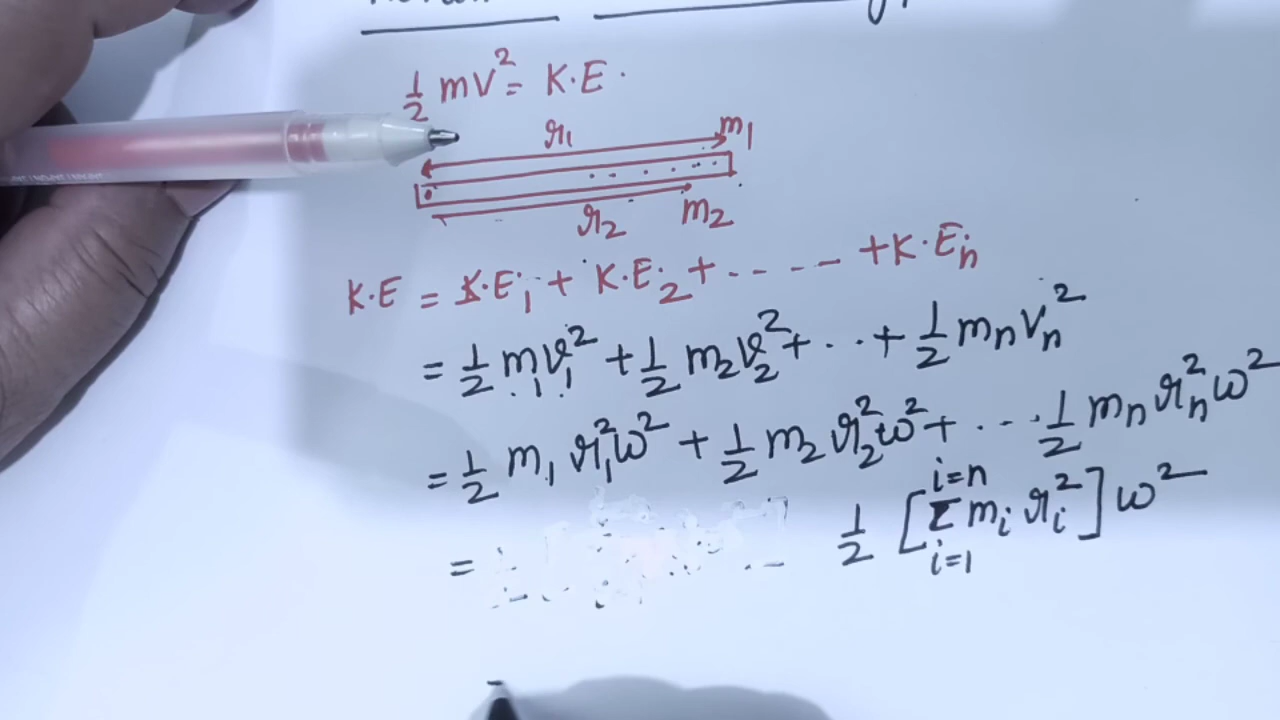 ½ mv² = K·E·
r₁ m₁
r₂ m₂
K·E = K·E₁ + K·E₂ + - - - - - + K·Eₙ
= ½ m₁v₁² + ½ m₂v₂² + ... + ½ mₙvₙ²
= ½ m₁ r₁²ω² + ½ m₂ r₂²ω² + ... ½ mₙ rₙ²ω²
= ½ [Σ mᵢ rᵢ²] ω² i=n i=1